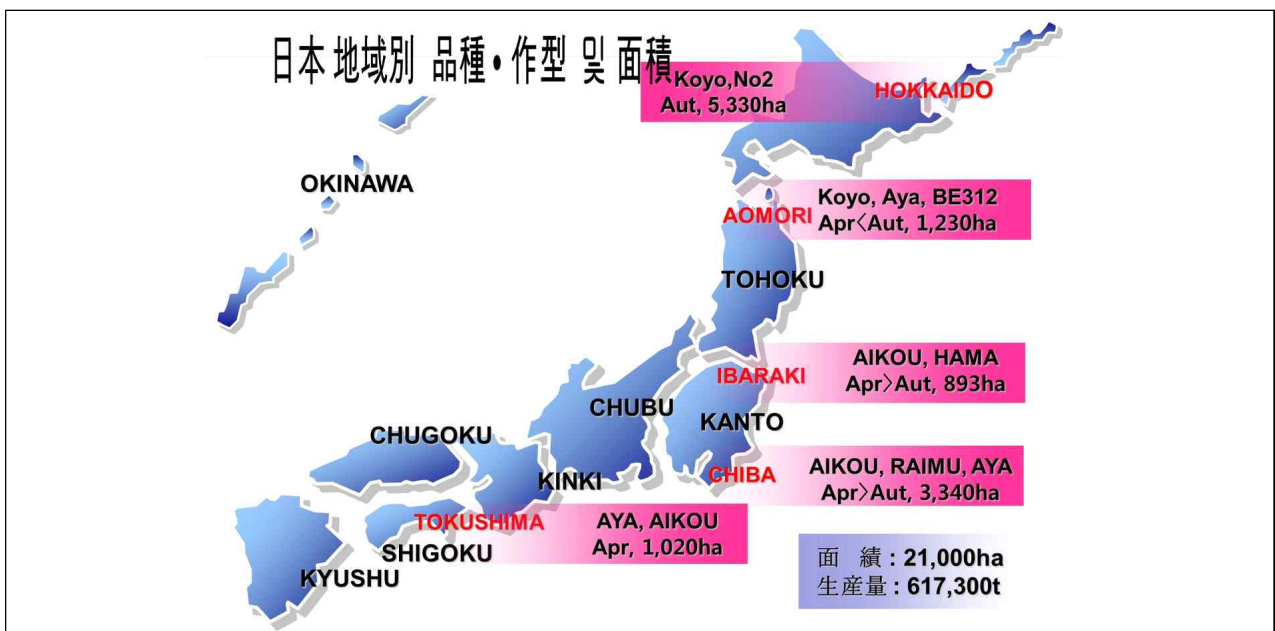 日本 地域別 品種•作型 및 面積
Koyo,No2
Aut, 5,330ha
HOKKAIDO
OKINAWA
Koyo, Aya, BE312
Apr<Aut, 1,230ha
AOMORI
TOHOKU
AIKOU, HAMA
Apr>Aut, 893ha
IBARAKI
CHUBU
KANTO
CHUGOKU
AIKOU, RAIMU, AYA
Apr>Aut, 3,340ha
CHIBA
KINKI
TOKUSHIMA
AYA, AIKOU
Apr, 1,020ha
SHIGOKU
KYUSHU
面 績 : 21,000ha
生産量 : 617,300t